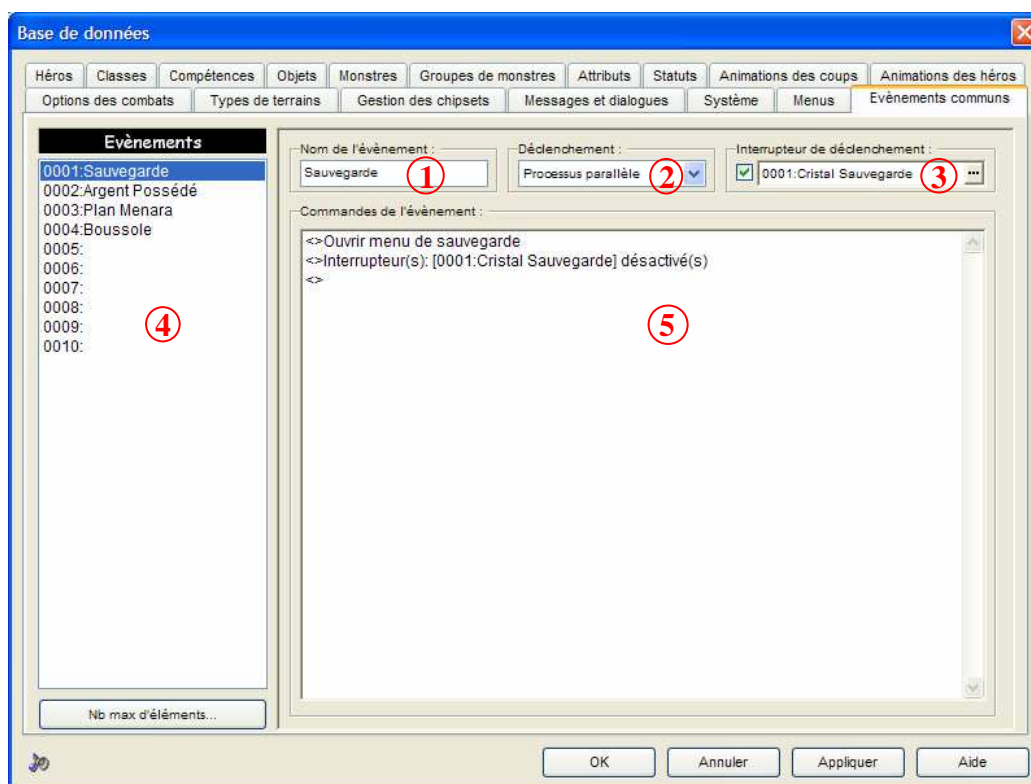 Base de données
Héros Classes Compétences Objets Monstres Groupes de monstres Attributs Statuts Animations des coups Animations des héros
Options des combats Types de terrains Gestion des chipsets Messages et dialogues Système Menus Evènements communs
Evènements
0001:Sauvegarde
0002:Argent Possédé
0003:Plan Menara
0004:Boussole
0005:
0006:
0007:
0008:
0009:
0010:
④
Nb max d'éléments...
Nom de l'évènement :
Sauvegarde ①
Déclenchement :
Processus parallèle ②
Interrupteur de déclenchement :
0001:Cristal Sauvegarde ③ ...
Commandes de l'évènement :
<>Ouvrir menu de sauvegarde
<>Interrupteur(s): [0001:Cristal Sauvegarde] désactivé(s)
<>
⑤
OK Annuler Appliquer Aide